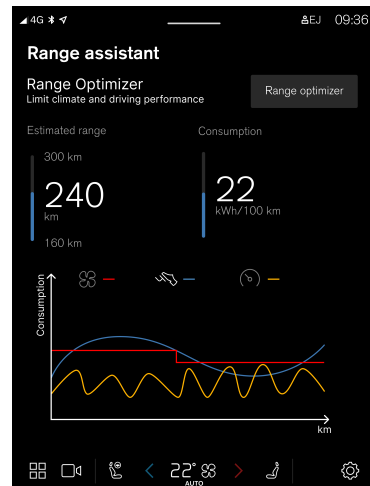 4G
EJ 09:36
Range assistant
Range Optimizer
Limit climate and driving performance
Range optimizer
Estimated range
Consumption
300 km
240
km
160 km
22
kWh/100 km
Consumption
km
22°
AUTO